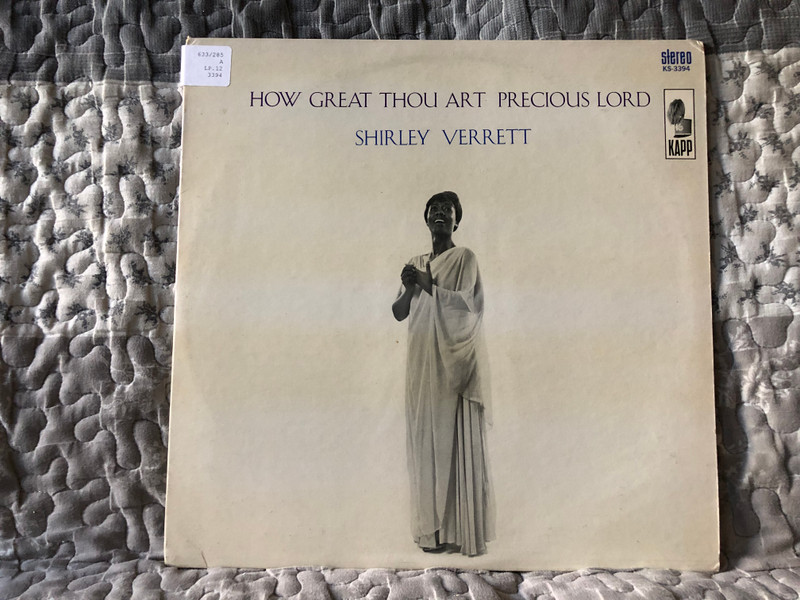 633/285
A
LP.12
3394
stereo
KS-3394
HOW GREAT THOU ART PRECIOUS LORD
SHIRLEY VERRETT
KAPP